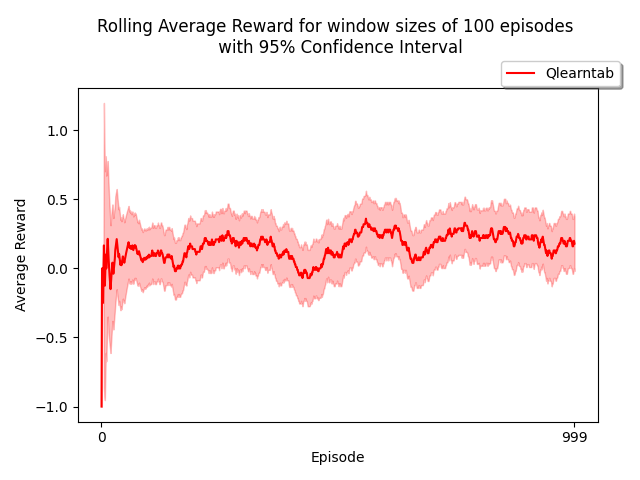 Rolling Average Reward for window sizes of 100 episodes
with 95% Confidence Interval
Qlearntab
1.0
0.5
0.0
−0.5
−1.0
Average Reward
0 999
Episode